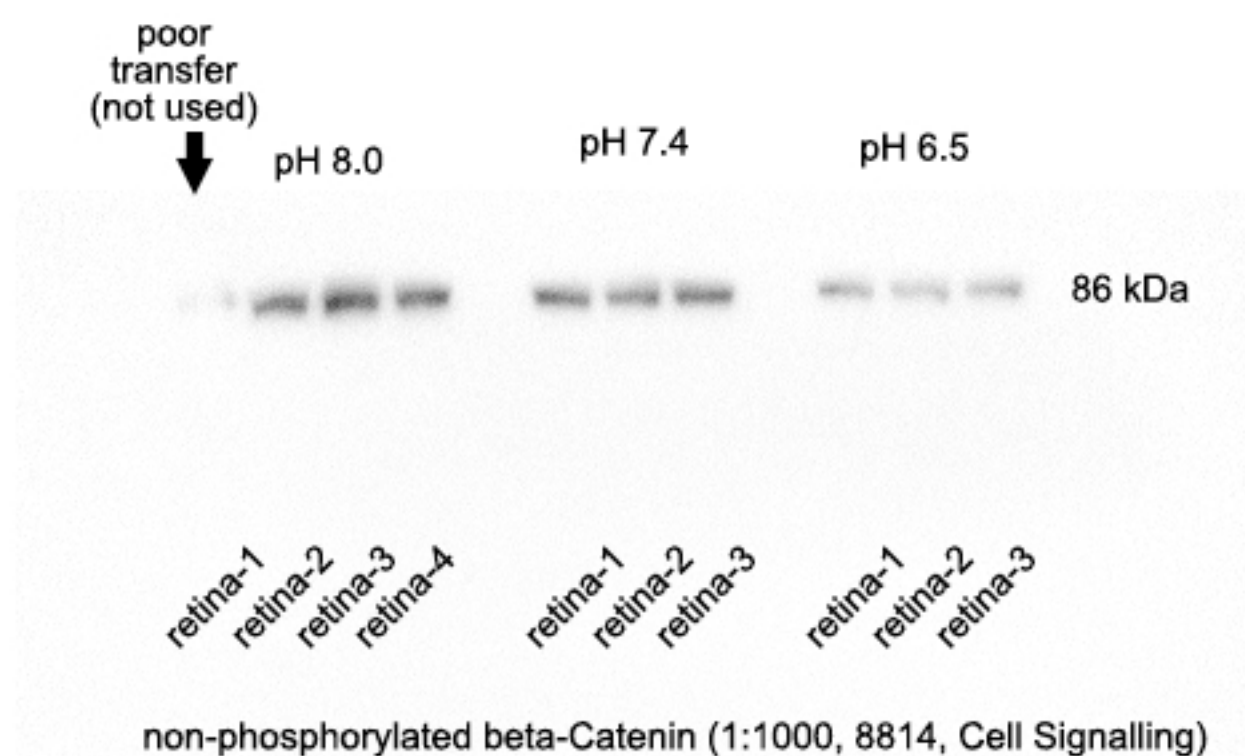 poor
transfer
(not used)
pH 8.0
pH 7.4
pH 6.5
86 kDa
retina-1
retina-2
retina-3
retina-4
retina-1
retina-2
retina-3
retina-1
retina-2
retina-3
non-phosphorylated beta-Catenin (1:1000, 8814, Cell Signalling)